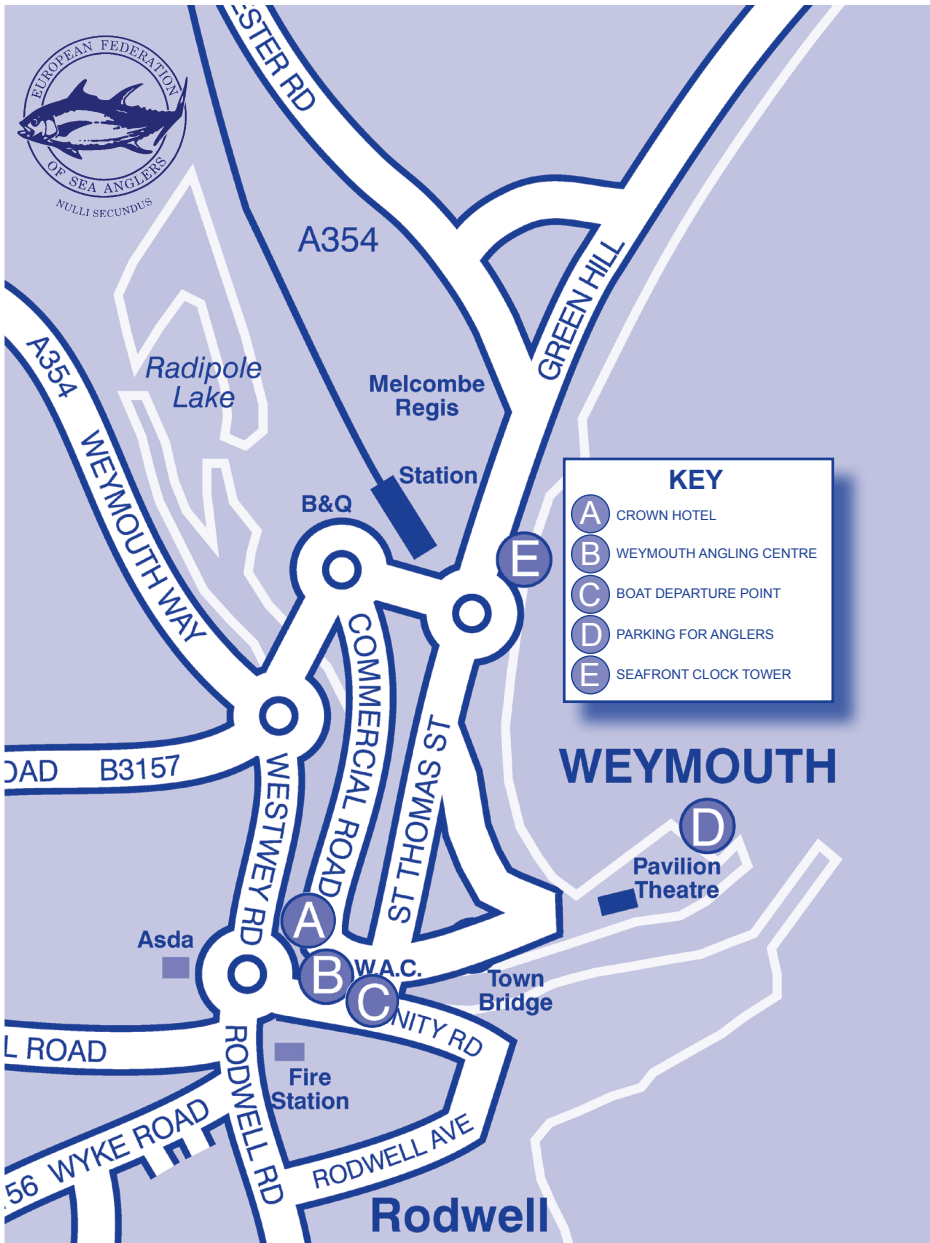 EUROPEAN FEDERATION
OF SEA ANGLERS
NULLI SECUNDUS
ESTER RD
A354
GREEN HILL
A354
WEYMOUTH WAY
Radipole
Lake
Melcombe
Regis
Station
B&Q
E
KEY
A CROWN HOTEL
B WEYMOUTH ANGLING CENTRE
C BOAT DEPARTURE POINT
D PARKING FOR ANGLERS
E SEAFRONT CLOCK TOWER
COMMERCIAL ROAD
ST THOMAS ST
OAD B3157
WESTWEY RD
WEYMOUTH
D
Pavilion
Theatre
A
Asda
B
W.A.C.
C
Town
Bridge
NITY RD
L ROAD
RODWELL RD
Fire
Station
56 WYKE ROAD
RODWELL AVE
Rodwell